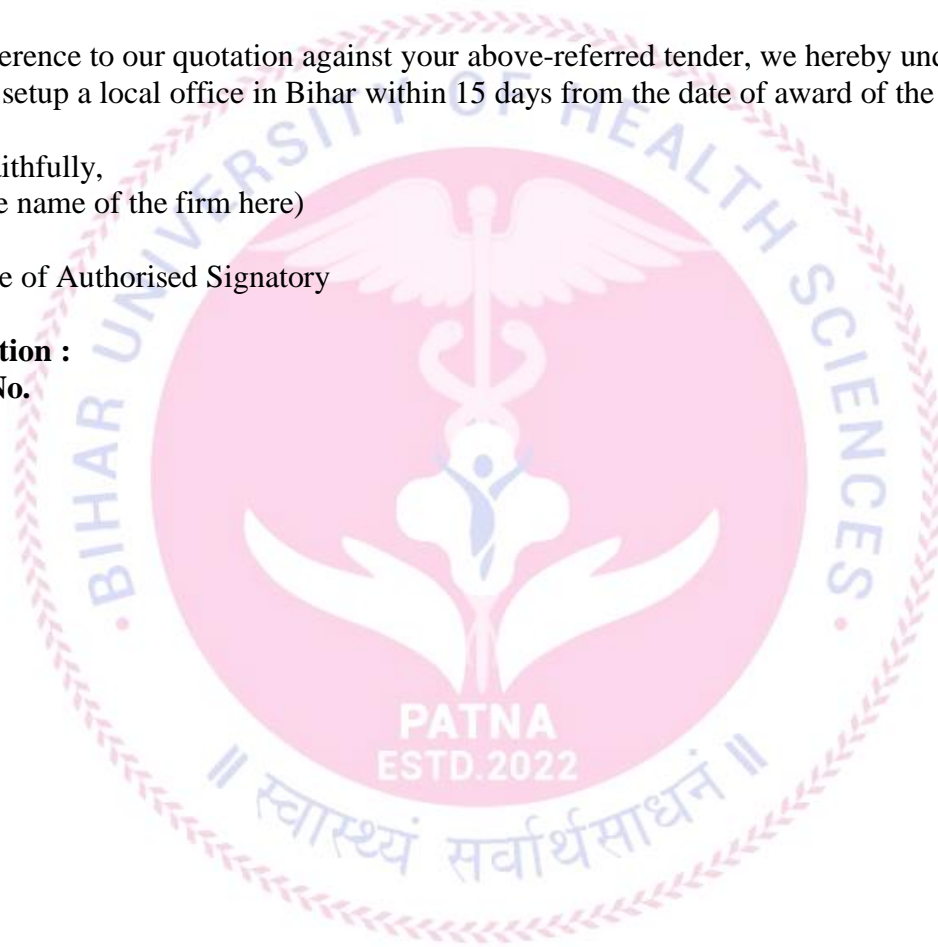 erence to our quotation against your above-referred tender, we hereby und
setup a local office in Bihar within 15 days from the date of award of the
ithfully,
e name of the firm here)
e of Authorised Signatory
tion :
No.
BIHAR UNIVERSITY OF HEALTH SCIENCES
PATNA
ESTD.2022
॥ स्वास्थ्यं सर्वार्थसाधनं ॥